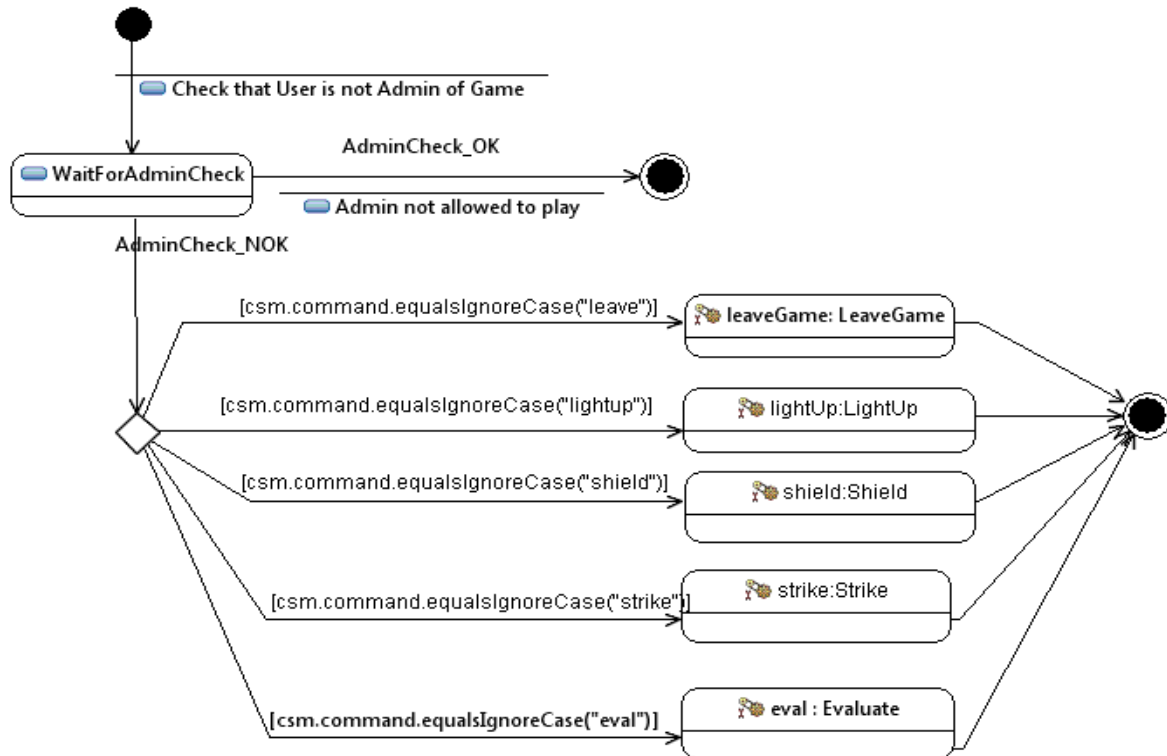 Check that User is not Admin of Game
AdminCheck_OK
WaitForAdminCheck
Admin not allowed to play
AdminCheck_NOK
[csm.command.equalsIgnoreCase("leave")]
leaveGame: LeaveGame
[csm.command.equalsIgnoreCase("lightup")]
lightUp:LightUp
[csm.command.equalsIgnoreCase("shield")]
shield:Shield
[csm.command.equalsIgnoreCase("strike")]
strike:Strike
[csm.command.equalsIgnoreCase("eval")]
eval : Evaluate